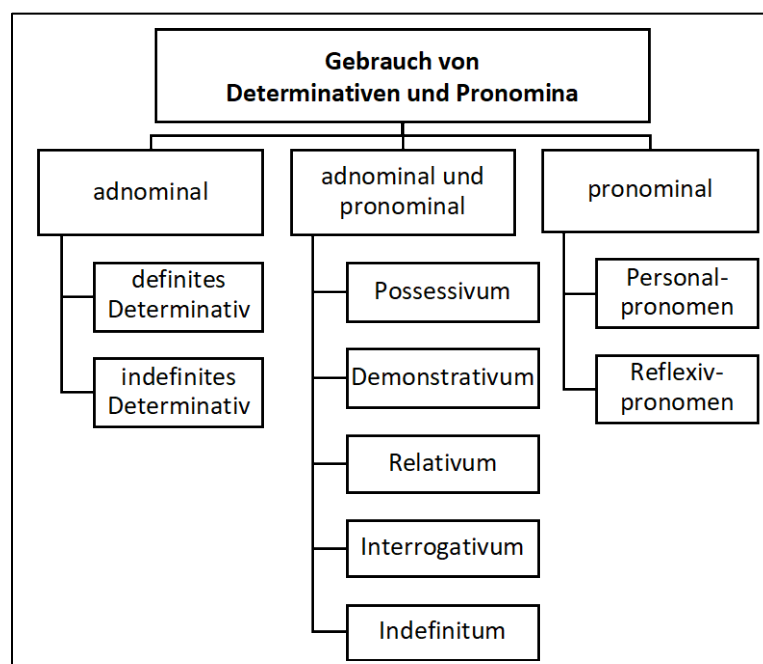 Gebrauch von
Determinativen und Pronomina
adnominal
definites
Determinativ
indefinites
Determinativ
adnominal und
pronominal
Possessivum
Demonstrativum
Relativum
Interrogativum
Indefinitum
pronominal
Personal-
pronomen
Reflexiv-
pronomen